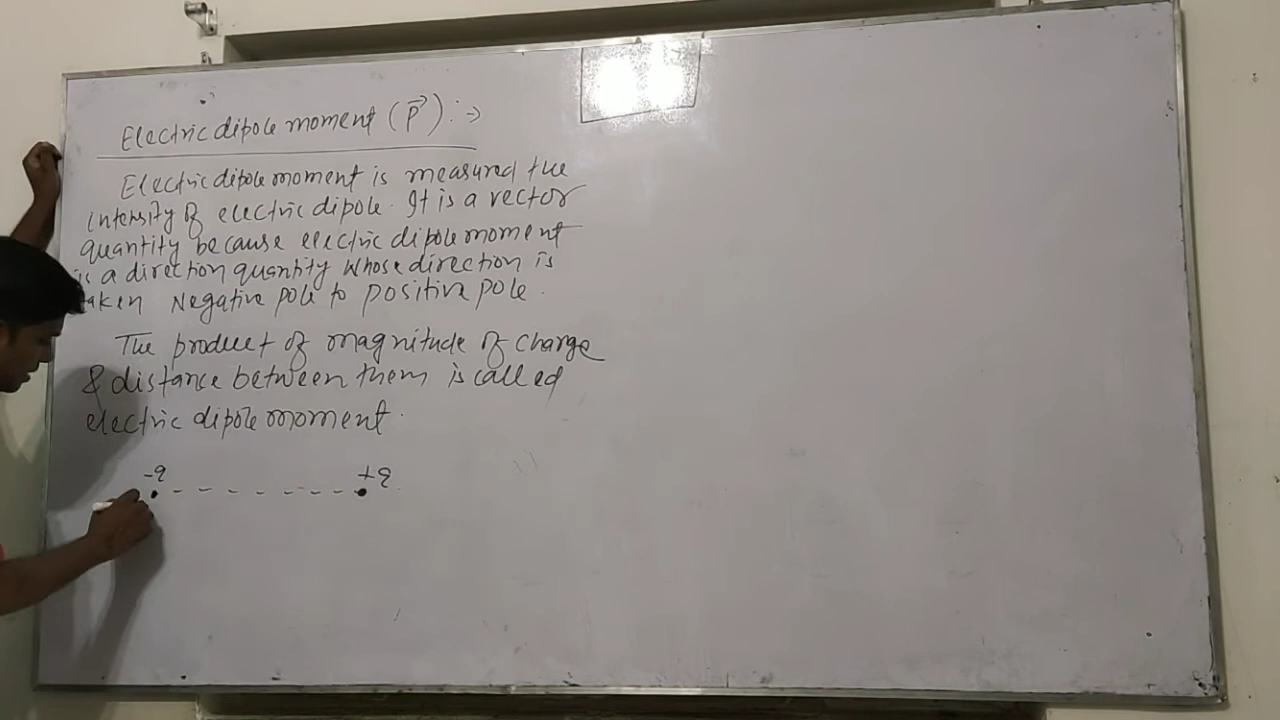 Electric dipole moment (p⃗) :→
Electric dipole moment is measured the
intensity of electric dipole. It is a vector
quantity because electric dipole moment
is a direction quantity whose direction is
taken Negative pole to positive pole.
The product of magnitude of charge
& distance between them is called
electric dipole moment.
-q +q